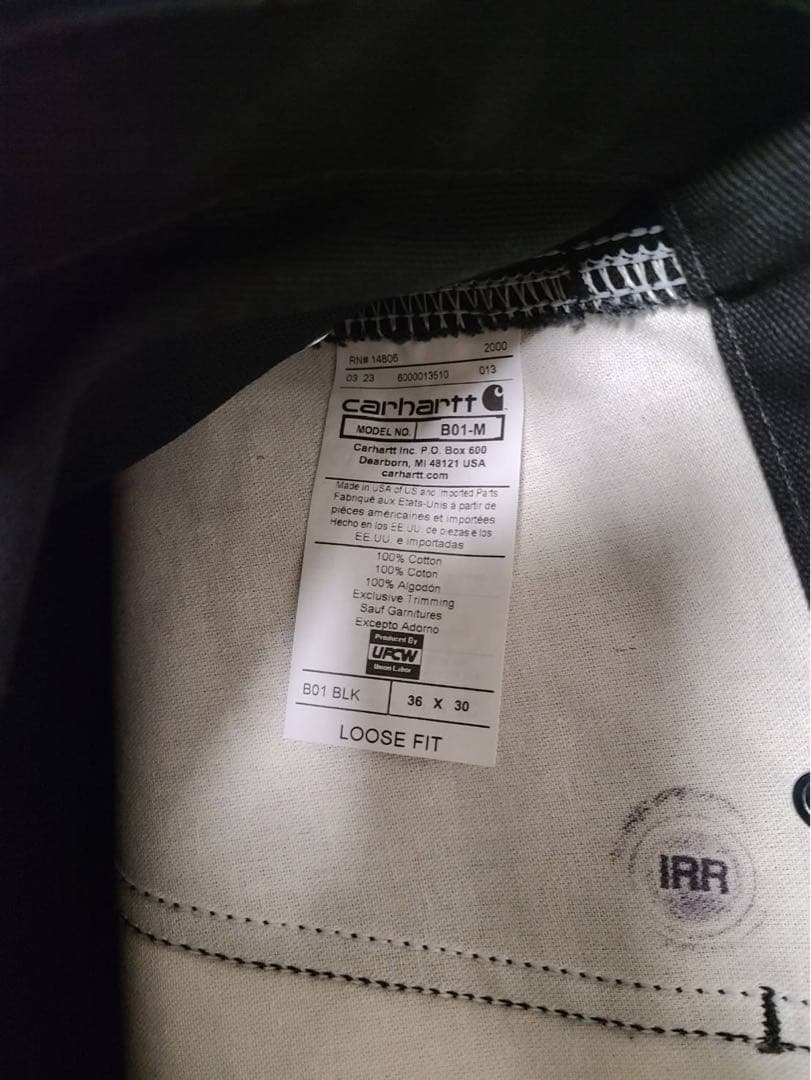 RN# 14806 2000
03 23 6000013510 013
carhartt
MODEL NO. B01-M
Carhartt Inc. P.O. Box 600
Dearborn, MI 48121 USA
carhartt.com
Made in USA of US and Imported Parts
Fabriqué aux Etats-Unis à partir de
pièces américaines et importées
Hecho en los EE.UU. de piezas e los
EE.UU. e importadas
100% Cotton
100% Coton
100% Algodón
Exclusive Trimming
Sauf Garnitures
Excepto Adorno
Produced By
UFCW
Union Labor
B01 BLK 36 X 30
LOOSE FIT
IRR